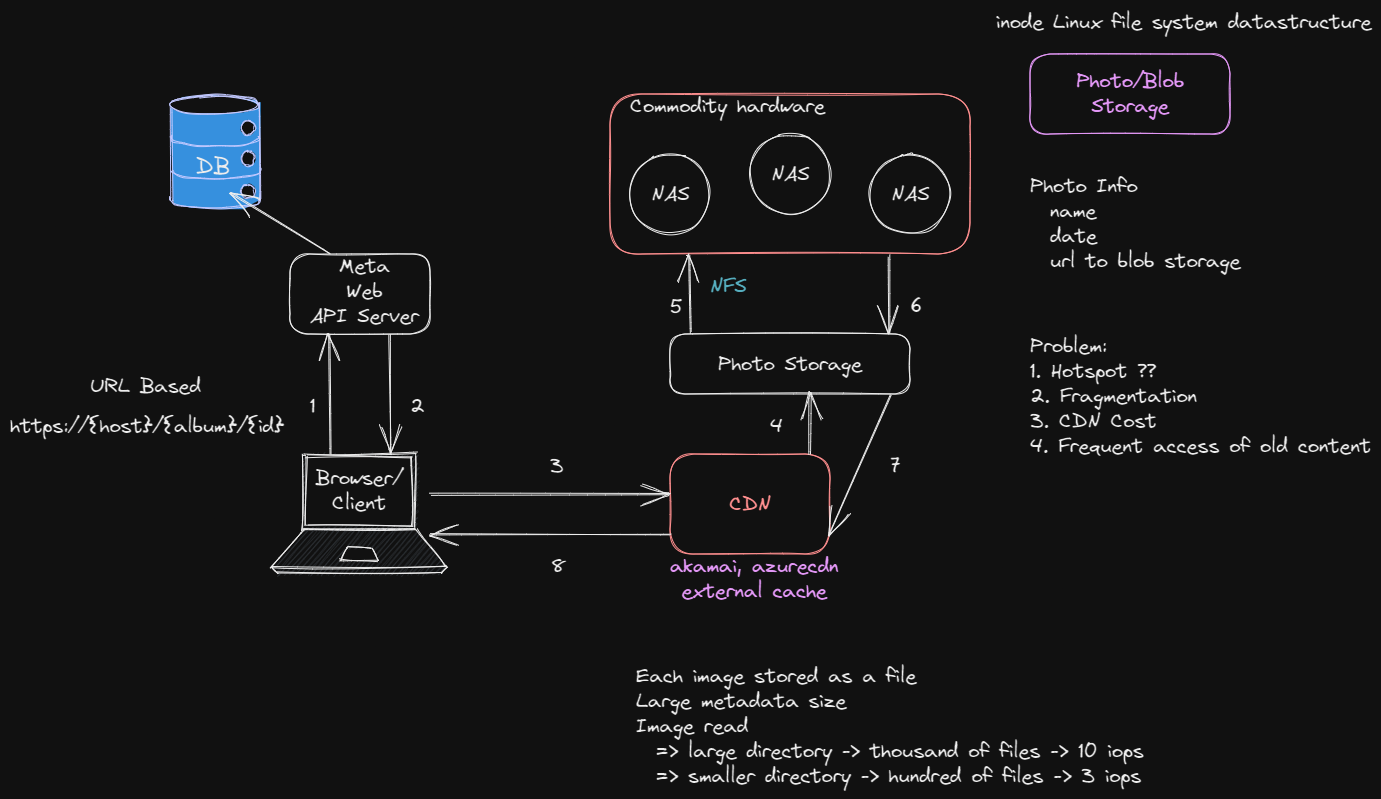 inode Linux file system datastructure
Photo/Blob
Storage
Commodity hardware
NAS
NAS
NAS
DB
Photo Info
name
date
url to blob storage
Meta
Web
API Server
NFS
5
6
Photo Storage
Problem:
1. Hotspot ??
2. Fragmentation
3. CDN Cost
4. Frequent access of old content
URL Based
https://{host}/{album}/{id}
1
2
4
7
3
Browser/
Client
CDN
8
akamai, azurecdn
external cache
Each image stored as a file
Large metadata size
Image read
=> large directory -> thousand of files -> 10 iops
=> smaller directory -> hundred of files -> 3 iops